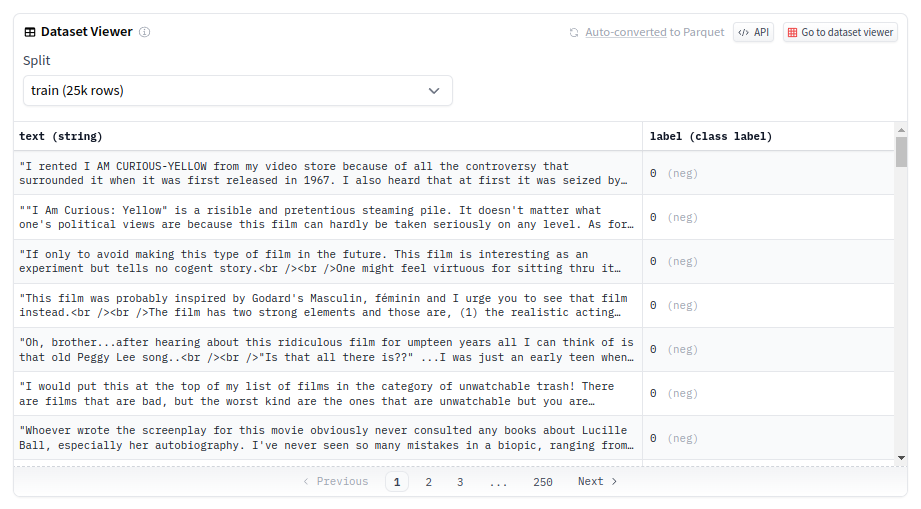 Dataset Viewer
Auto-converted to Parquet
API
Go to dataset viewer
Split
train (25k rows)
text (string)
label (class label)
"I rented I AM CURIOUS-YELLOW from my video store because of all the controversy that
surrounded it when it was first released in 1967. I also heard that at first it was seized by…
0 (neg)
""I Am Curious: Yellow" is a risible and pretentious steaming pile. It doesn't matter what
one's political views are because this film can hardly be taken seriously on any level. As for…
0 (neg)
"If only to avoid making this type of film in the future. This film is interesting as an
experiment but tells no cogent story.<br /><br />One might feel virtuous for sitting thru it…
0 (neg)
"This film was probably inspired by Godard's Masculin, féminin and I urge you to see that film
instead.<br /><br />The film has two strong elements and those are, (1) the realistic acting…
0 (neg)
"Oh, brother...after hearing about this ridiculous film for umpteen years all I can think of is
that old Peggy Lee song..<br /><br />"Is that all there is??" ...I was just an early teen when…
0 (neg)
"I would put this at the top of my list of films in the category of unwatchable trash! There
are films that are bad, but the worst kind are the ones that are unwatchable but you are…
0 (neg)
"Whoever wrote the screenplay for this movie obviously never consulted any books about Lucille
Ball, especially her autobiography. I've never seen so many mistakes in a biopic, ranging from…
0 (neg)
< Previous 1 2 3 ... 250 Next >